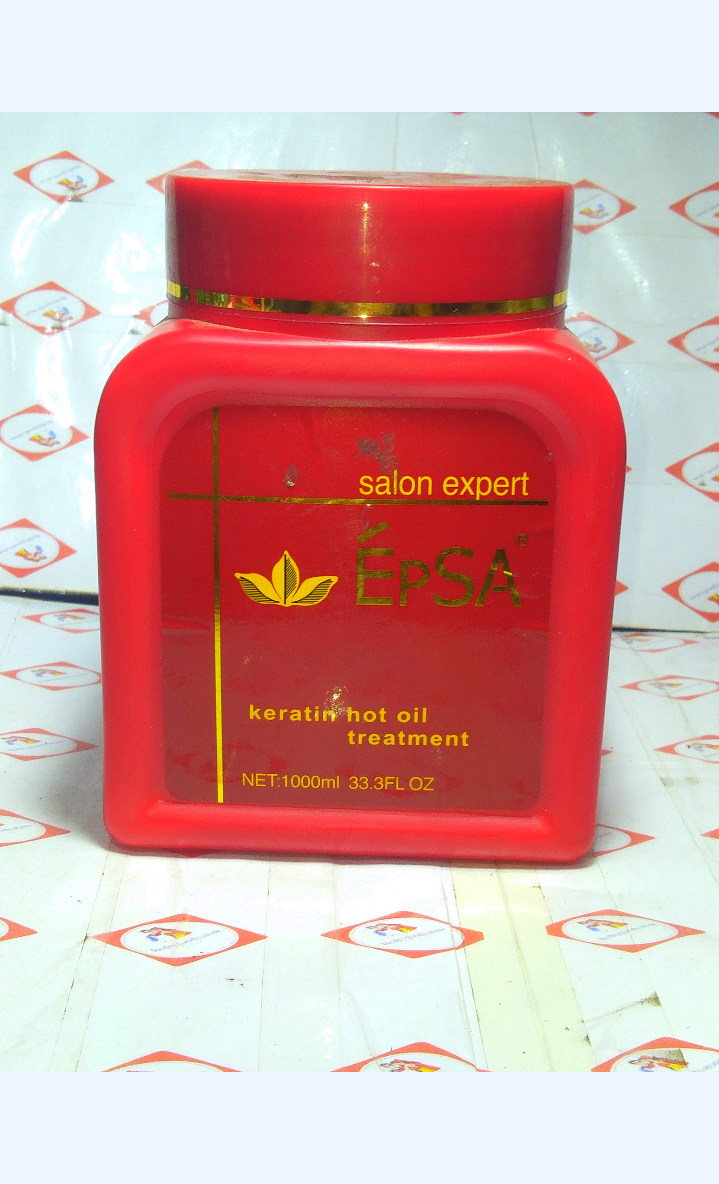 salon expert
ÉPSA®
keratin hot oil
treatment
NET:1000ml 33.3FL OZ